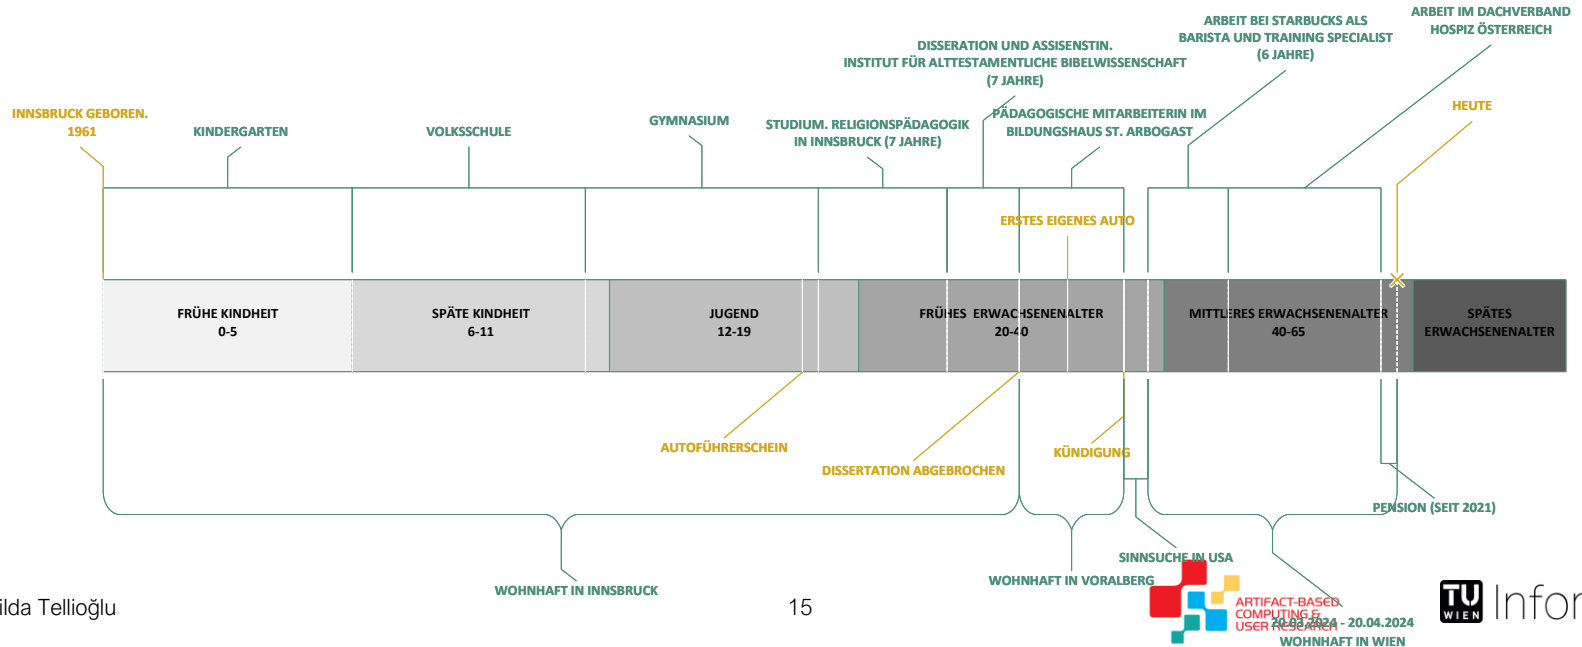 ARBEIT IM DACHVERBAND
HOSPIZ ÖSTERREICH
ARBEIT BEI STARBUCKS ALS
BARISTA UND TRAINING SPECIALIST
(6 JAHRE)
DISSERATION UND ASSISENSTIN.
INSTITUT FÜR ALTTESTAMENTLICHE BIBELWISSENSCHAFT
(7 JAHRE)
INNSBRUCK GEBOREN.
1961
KINDERGARTEN
VOLKSSCHULE
GYMNASIUM
STUDIUM. RELIGIONSPÄDAGOGIK
IN INNSBRUCK (7 JAHRE)
PÄDAGOGISCHE MITARBEITERIN IM
BILDUNGSHAUS ST. ARBOGAST
HEUTE
ERSTES EIGENES AUTO
FRÜHE KINDHEIT
0-5
SPÄTE KINDHEIT
6-11
JUGEND
12-19
FRÜHES ERWACHSENENALTER
20-40
MITTLERES ERWACHSENENALTER
40-65
SPÄTES
ERWACHSENENALTER
AUTOFÜHRERSCHEIN
DISSERTATION ABGEBROCHEN
KÜNDIGUNG
PENSION (SEIT 2021)
SINNSUCHE IN USA
WOHNHAFT IN INNSBRUCK
WOHNHAFT IN VORALBERG
20.03.2024 - 20.04.2024
WOHNHAFT IN WIEN
ilda Tellioğlu
15
ARTIFACT-BASED
COMPUTING &
USER RESEARCH
TU
WIEN
Infor